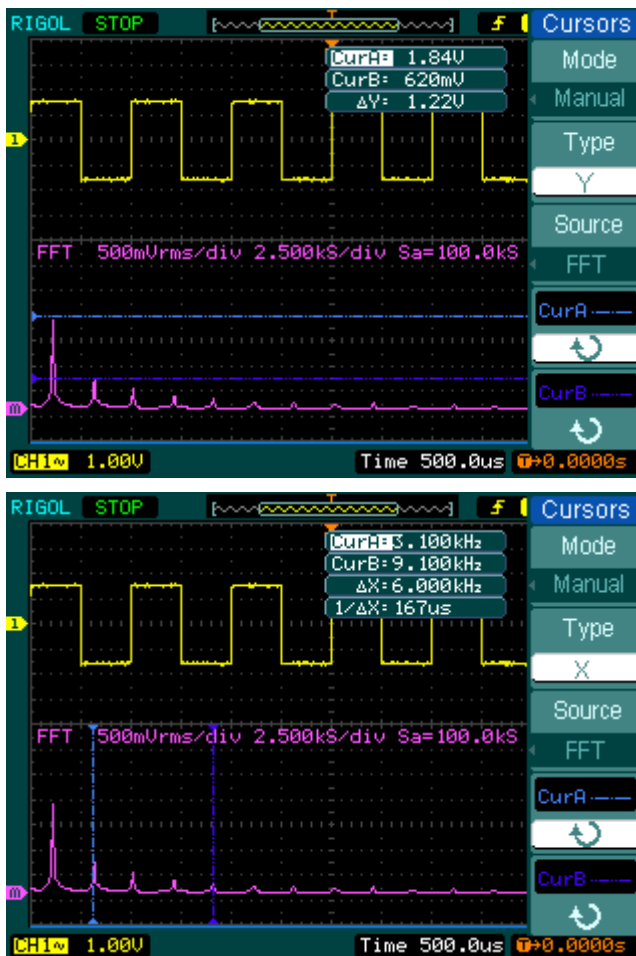 RIGOL STOP Cursors
CurA= 1.84V
Mode
CurB= 620mV
Manual
ΔY= 1.22V
1
Type
Y
Source
FFT 500mVrms/div 2.500kS/div Sa=100.0kS
FFT
CurA
m
CurB
CH1~ 1.00V Time 500.0us T→0.0000s
RIGOL STOP Cursors
CurA=3.100kHz
Mode
CurB=9.100kHz
ΔX=6.000kHz
Manual
1/ΔX=167us
1
Type
X
Source
FFT 500mVrms/div 2.500kS/div Sa=100.0kS
FFT
CurA
CurB
m
CH1~ 1.00V Time 500.0us T→0.0000s